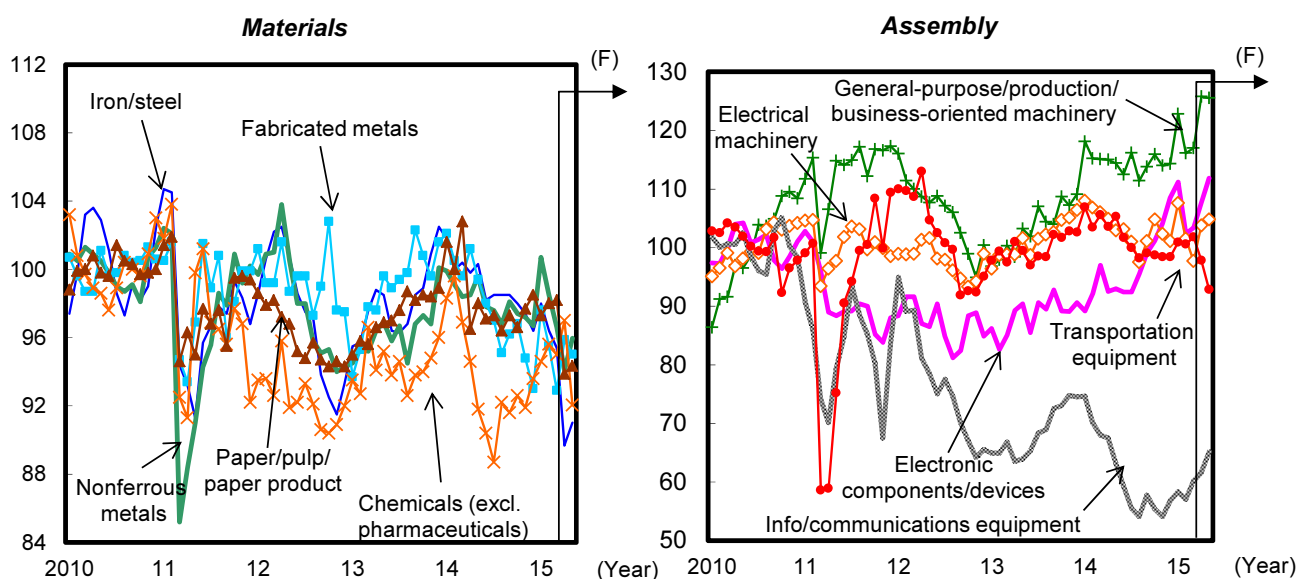 Materials
112
108
104
100
96
92
88
84
2010
11
12
13
14
15
(Year)
(F)
Iron/steel
Fabricated metals
Nonferrous
metals
Paper/pulp/
paper product
Chemicals (excl.
pharmaceuticals)
Assembly
130
120
110
100
90
80
70
60
50
2010
11
12
13
14
15
(Year)
(F)
General-purpose/production/
business-oriented machinery
Electrical
machinery
Transportation
equipment
Electronic
components/devices
Info/communications equipment